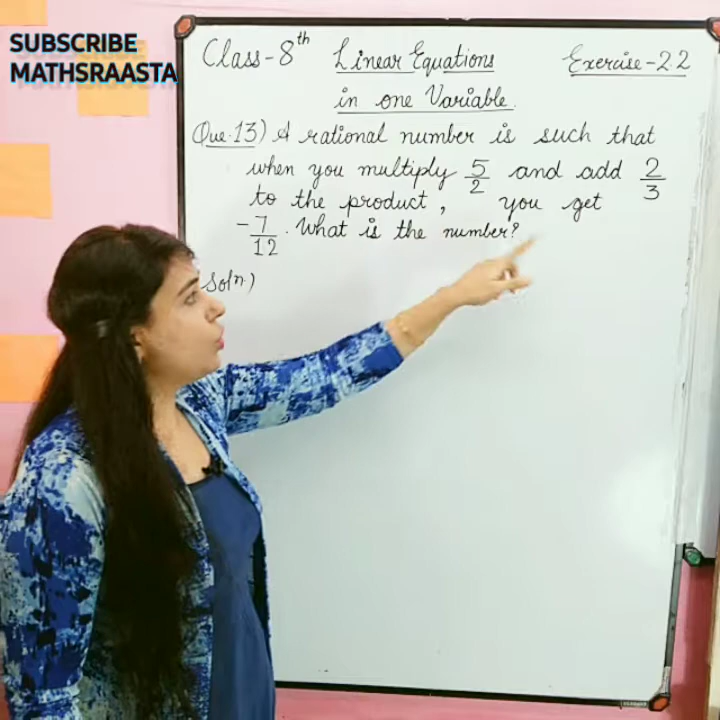 SUBSCRIBE
MATHSRAASTA
Class-8th Linear Equations Exercise-2.2
in one Variable.
Que.13) A rational number is such that
when you multiply 5/2 and add 2/3
to the product, you get
-7/12. What is the number?
Soln.)